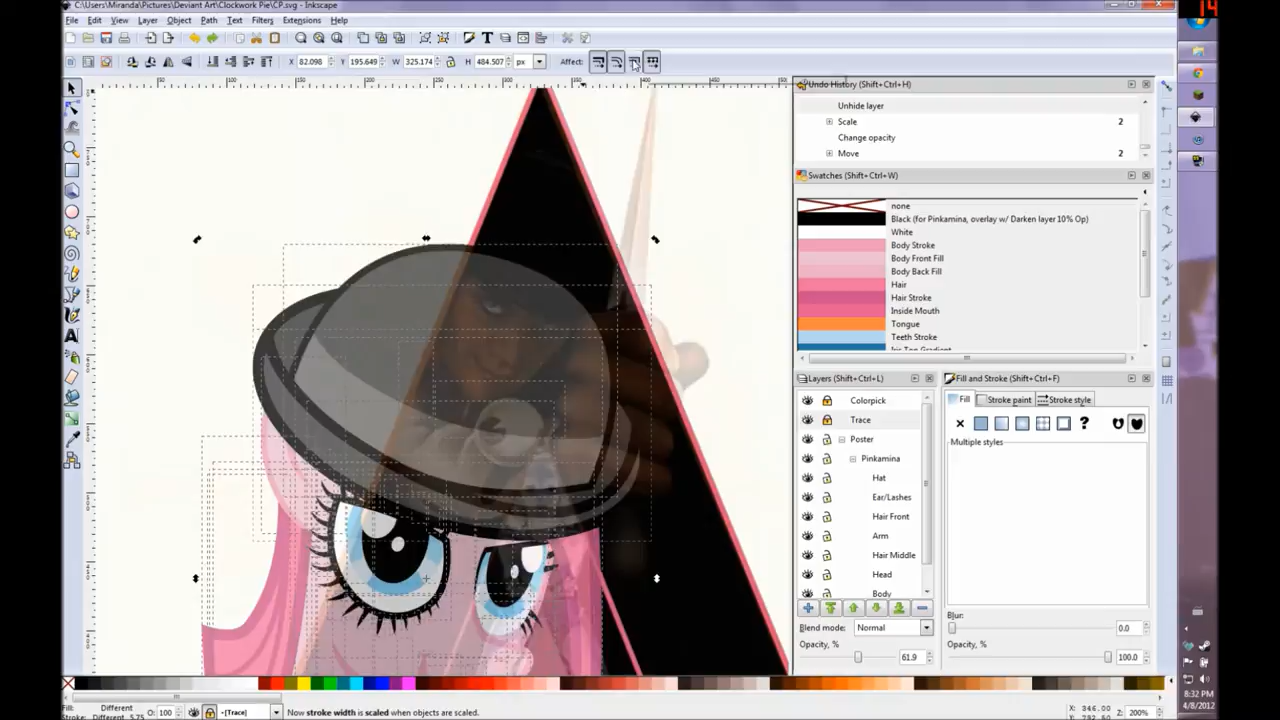 14
C:\Users\Miranda\Pictures\Deviant Art\Clockwork Pie\CP.svg - Inkscape
File Edit View Layer Object Path Text Filters Extensions Help
X 82.098 Y 195.649 W 325.174 H 484.507 px Affect:
Undo History (Shift+Ctrl+H)
Unhide layer
Scale 2
Change opacity
Move 2
Swatches (Shift+Ctrl+W)
none
Black (for Pinkamina, overlay w/ Darken layer 10% Op)
White
Body Stroke
Body Front Fill
Body Back Fill
Hair
Hair Stroke
Inside Mouth
Tongue
Teeth Stroke
Iris Top Gradient
Layers (Shift+Ctrl+L)
Colorpick
Trace
Poster
Pinkamina
Hat
Ear/Lashes
Hair Front
Arm
Hair Middle
Head
Body
Blend mode: Normal
Opacity, %
61.9
Fill and Stroke (Shift+Ctrl+F)
Fill Stroke paint Stroke style
?
Multiple styles
Blur:
0.0
Opacity, %
100.0
Fill: Different
Stroke: Different 5.75
O: 100
-[Trace]
Now stroke width is scaled when objects are scaled.
X: 346.00
Z: 200%
8:32 PM
4/8/2012